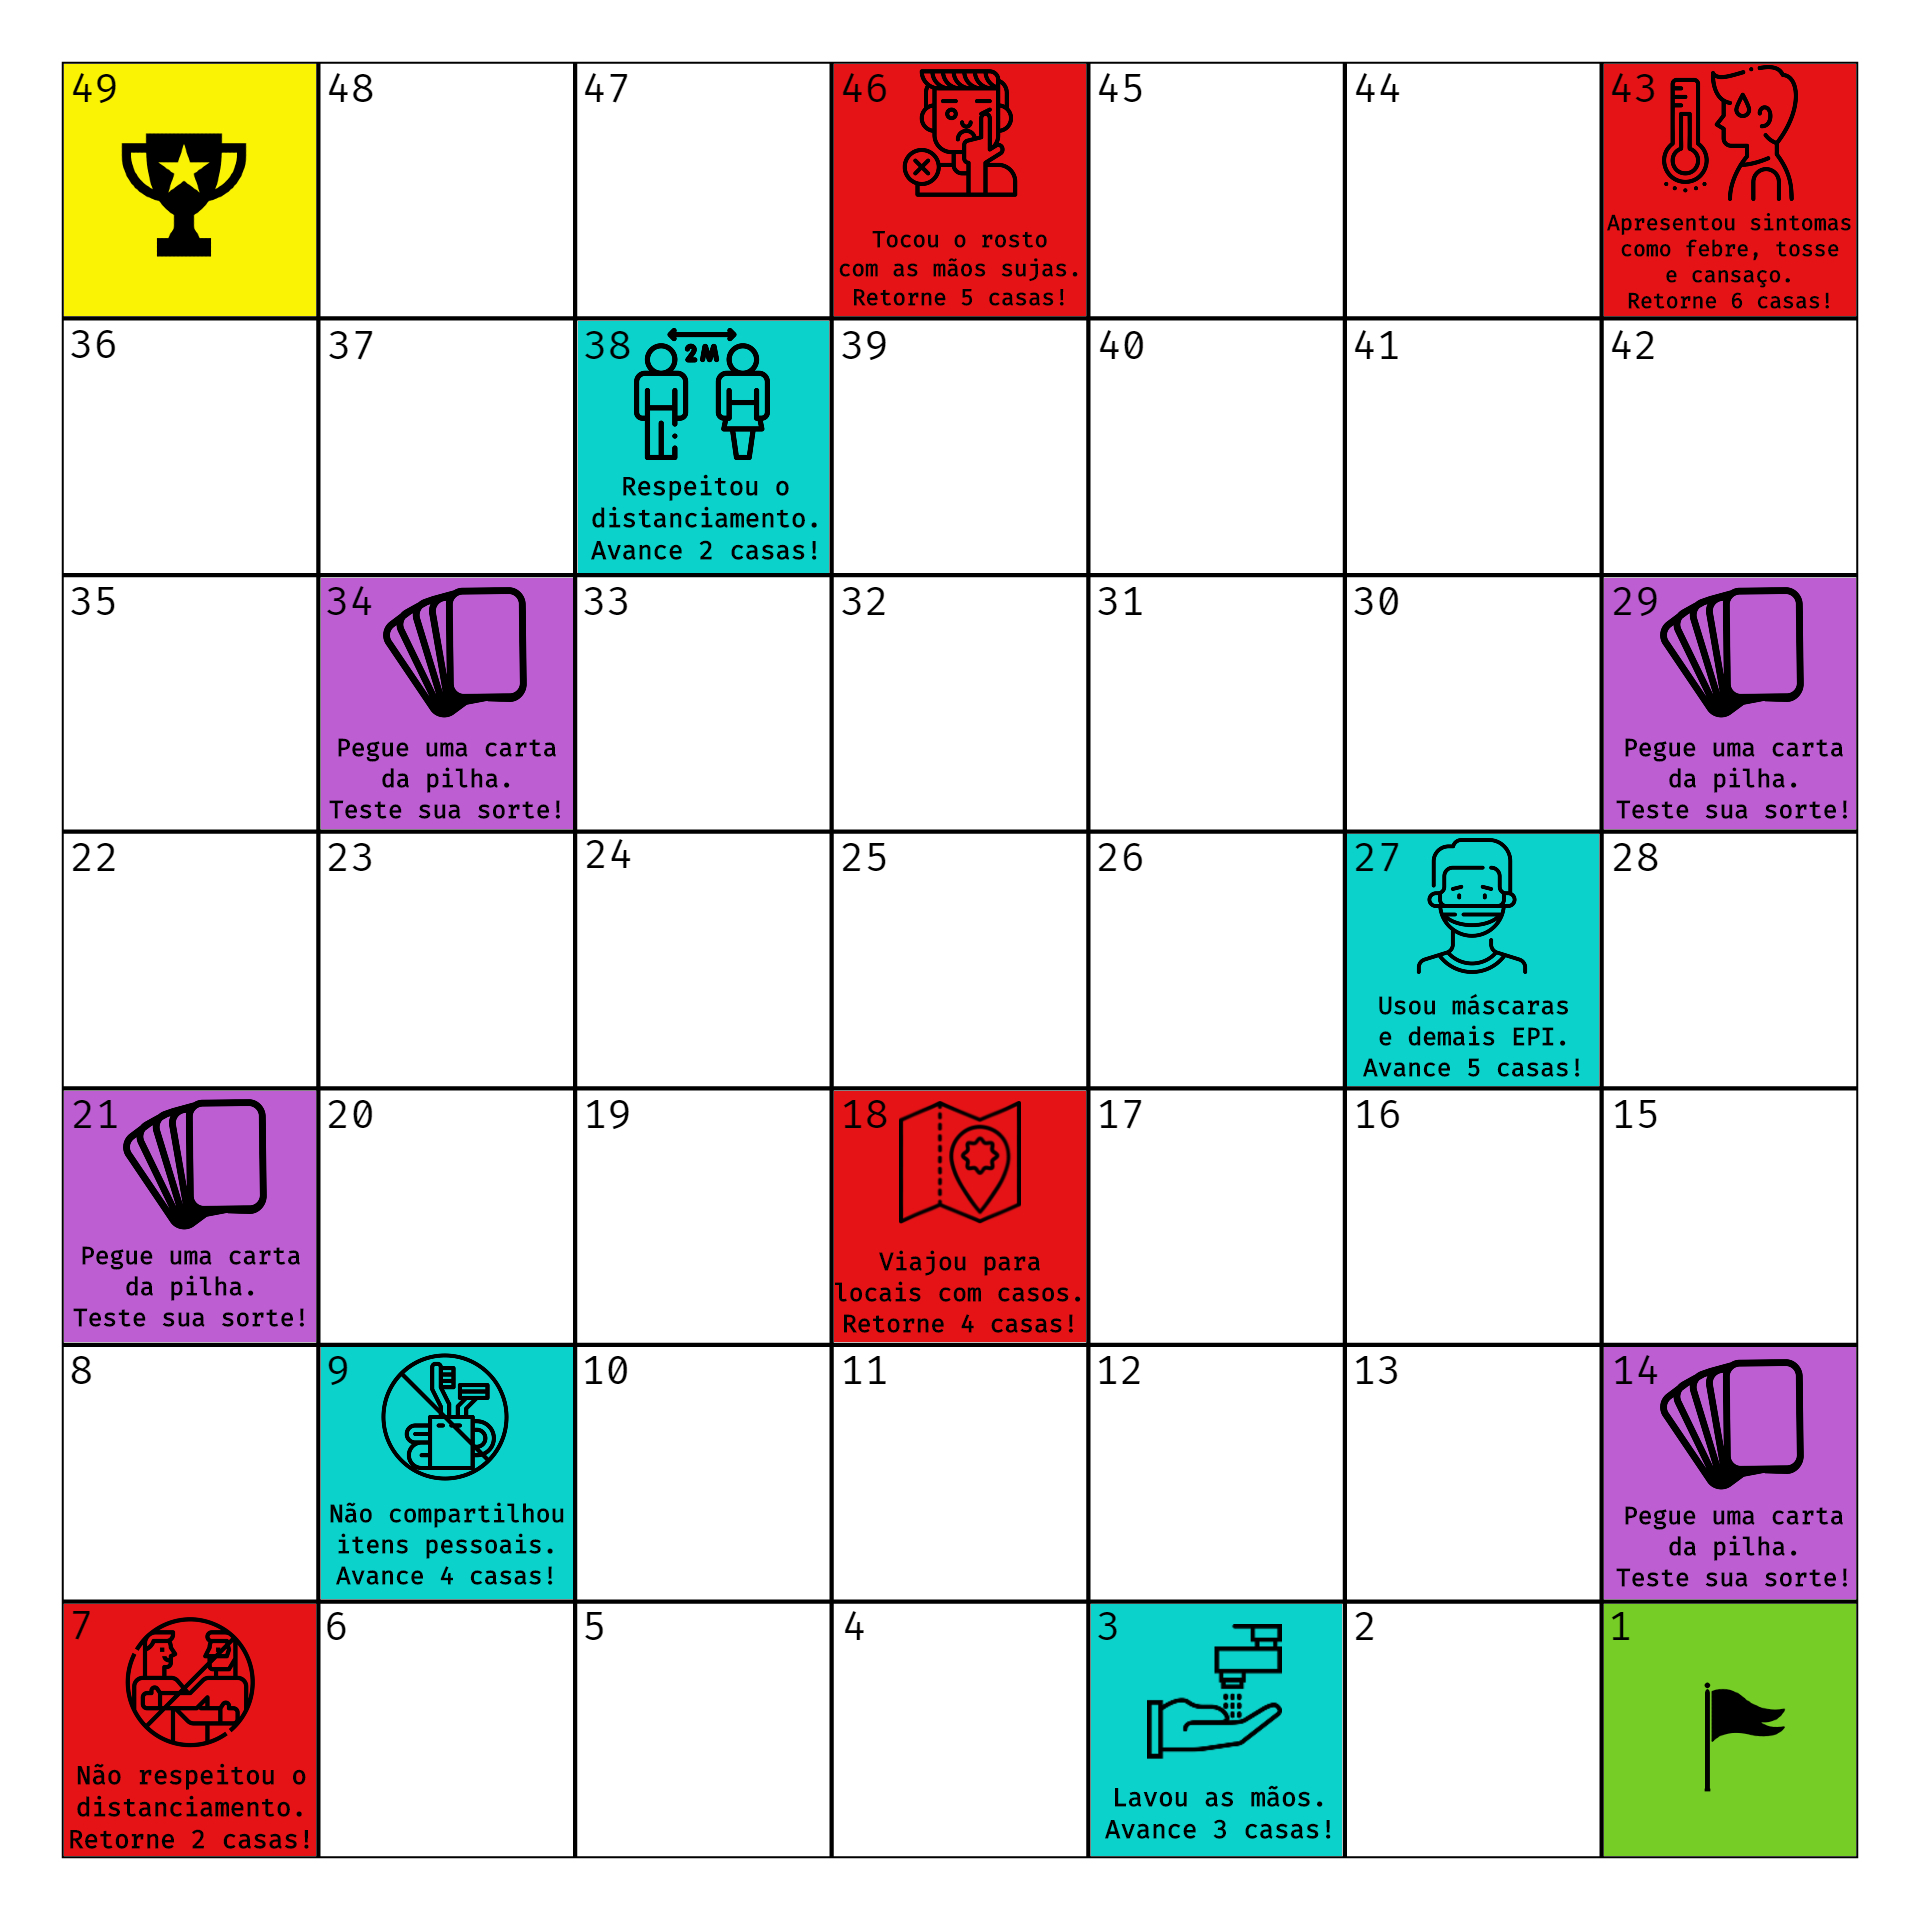 49
48
47
46
Tocou o rosto
com as mãos sujas.
Retorne 5 casas!
45
44
43
Apresentou sintomas
como febre, tosse
e cansaço.
Retorne 6 casas!
36
37
38
2M
Respeitou o
distanciamento.
Avance 2 casas!
39
40
41
42
35
34
Pegue uma carta
da pilha.
Teste sua sorte!
33
32
31
30
29
Pegue uma carta
da pilha.
Teste sua sorte!
22
23
24
25
26
27
Usou máscaras
e demais EPI.
Avance 5 casas!
28
21
Pegue uma carta
da pilha.
Teste sua sorte!
20
19
18
Viajou para
locais com casos.
Retorne 4 casas!
17
16
15
8
9
Não compartilhou
itens pessoais.
Avance 4 casas!
10
11
12
13
14
Pegue uma carta
da pilha.
Teste sua sorte!
7
Não respeitou o
distanciamento.
Retorne 2 casas!
6
5
4
3
Lavou as mãos.
Avance 3 casas!
2
1